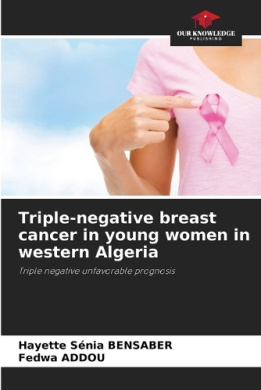 OUR KNOWLEDGE
PUBLISHING
Triple-negative breast
cancer in young women in
western Algeria
Triple negative unfavorable prognosis
Hayette Sénia BENSABER
Fedwa ADDOU